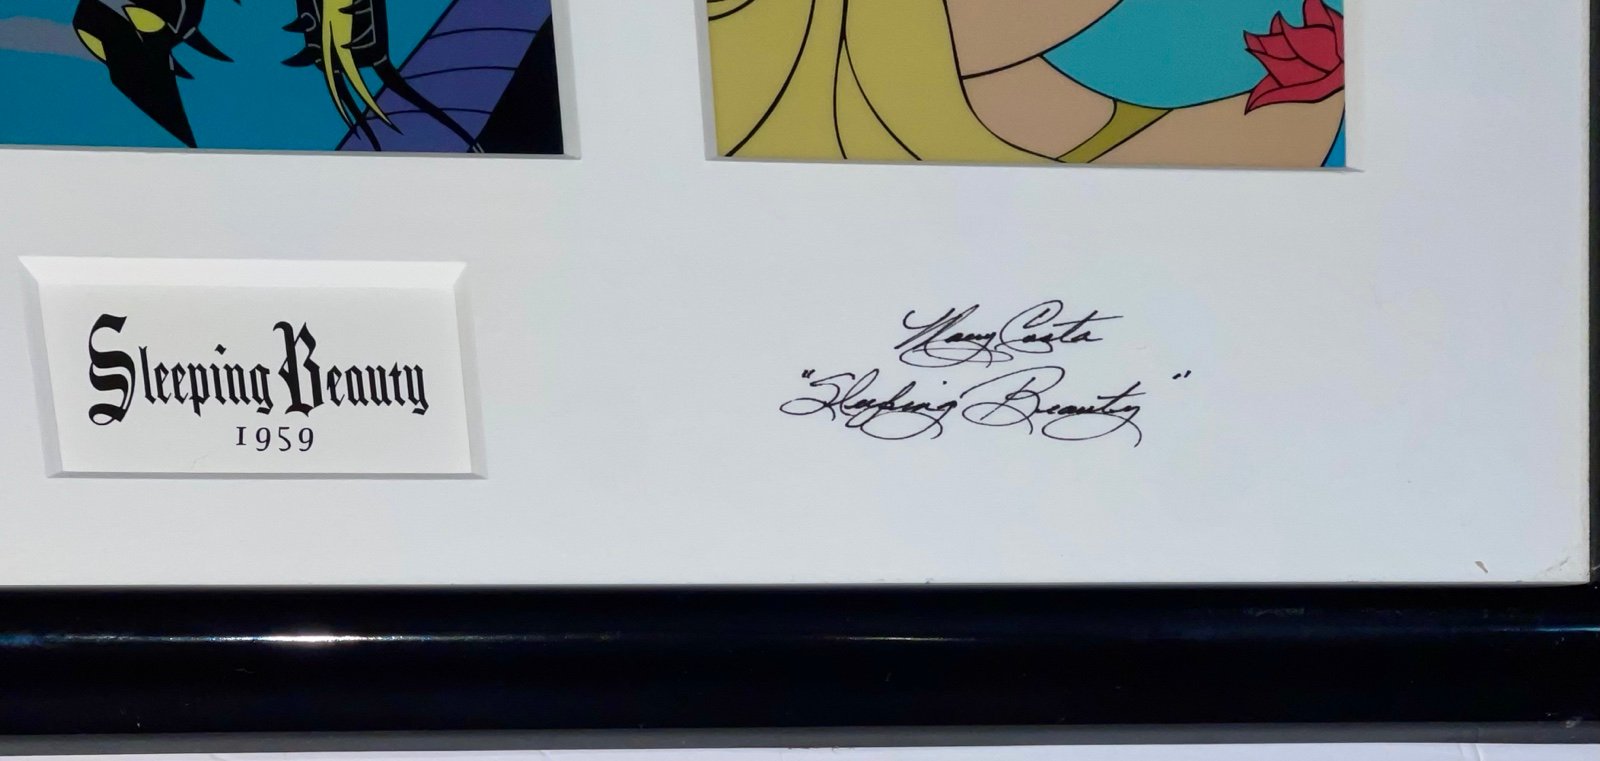 Sleeping Beauty
1959
Mary Costa
"Sleeping Beauty"